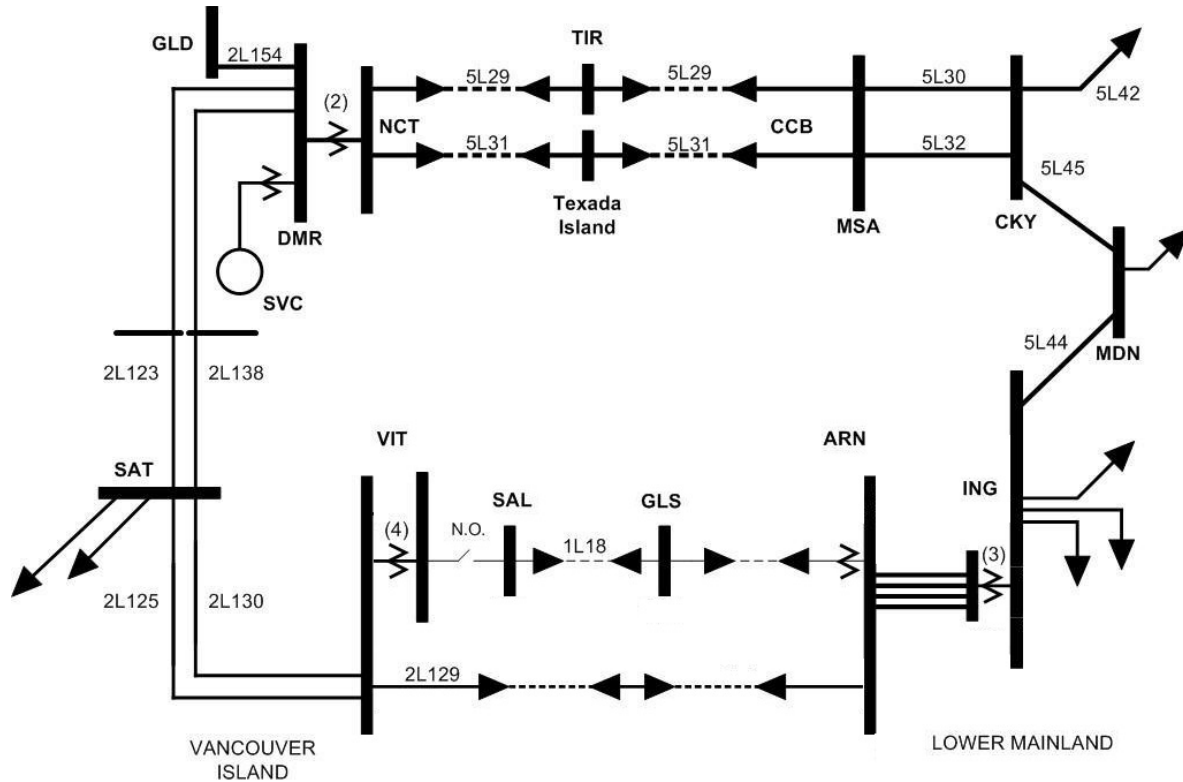 GLD
2L154
TIR
(2)
NCT
5L29
5L29
CCB
5L30
5L42
5L31
5L31
5L32
5L45
Texada
Island
DMR
MSA
CKY
SVC
MDN
5L44
2L123
2L138
VIT
ARN
SAT
SAL
GLS
ING
(4)
N.O.
1L18
(3)
2L125
2L130
2L129
VANCOUVER
ISLAND
LOWER MAINLAND